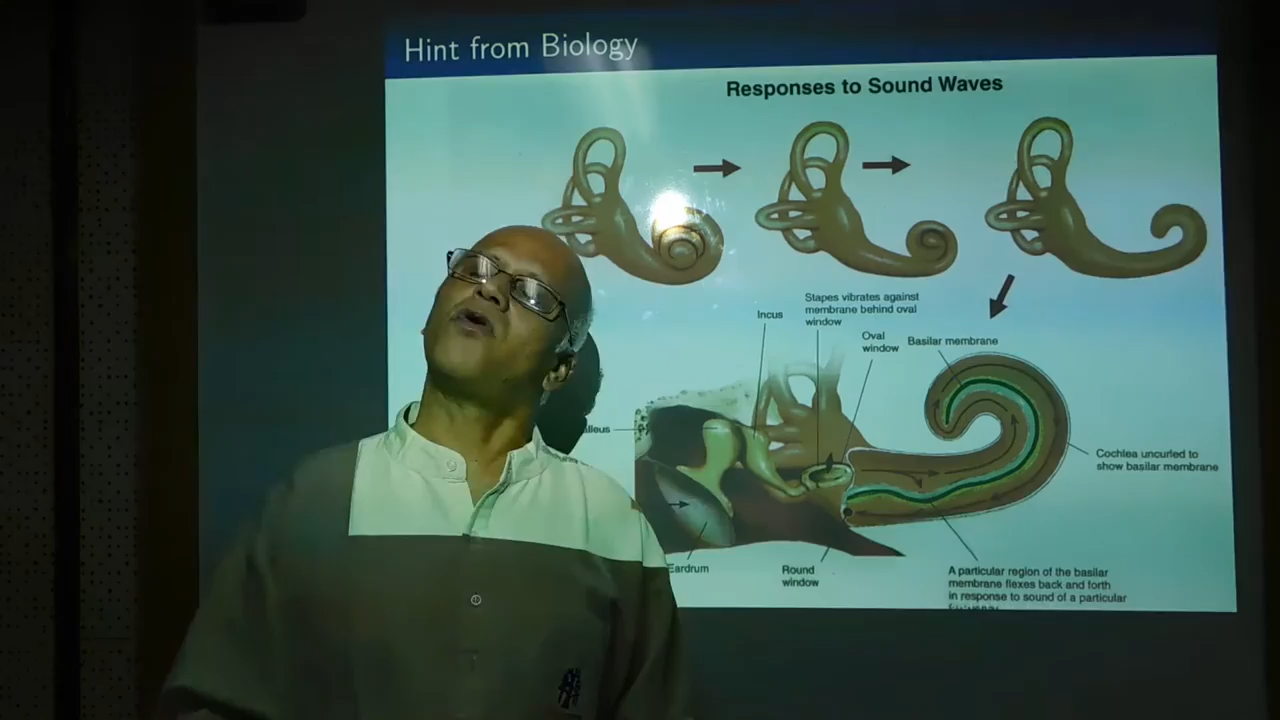 Hint from Biology
Responses to Sound Waves
Stapes vibrates against
membrane behind oval
window
Incus
Oval
window
Basilar membrane
Cochlea uncurled to
show basilar membrane
Eardrum
Round
window
A particular region of the basilar
membrane flexes back and forth
in response to sound of a particular